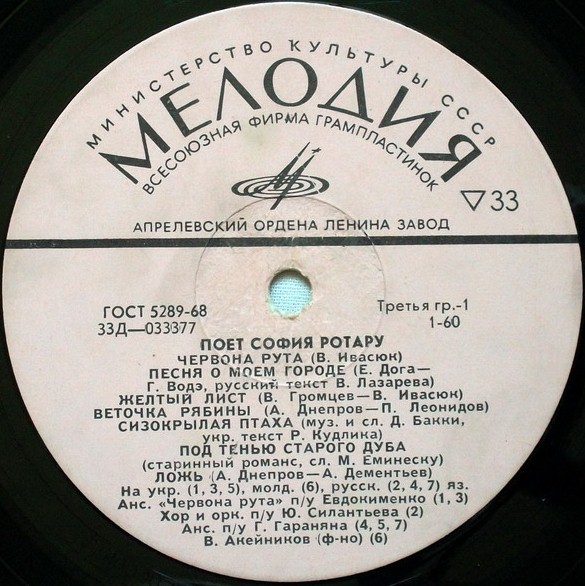 МИНИСТЕРСТВО КУЛЬТУРЫ СССР
МЕЛОДИЯ
ВСЕСОЮЗНАЯ ФИРМА ГРАМПЛАСТИНОК
▽33
АПРЕЛЕВСКИЙ ОРДЕНА ЛЕНИНА ЗАВОД
ГОСТ 5289-68 Третья гр.-1
33Д—033377 1-60
ПОЕТ СОФИЯ РОТАРУ
ЧЕРВОНА РУТА (В. Ивасюк)
ПЕСНЯ О МОЕМ ГОРОДЕ (Е. Дога—
Г. Водэ, русский текст В. Лазарева)
ЖЕЛТЫЙ ЛИСТ (В. Громцев—В. Ивасюк)
ВЕТОЧКА РЯБИНЫ (А. Днепров—П. Леонидов)
СИЗОКРЫЛАЯ ПТАХА (муз. и сл. Д. Бакки,
укр. текст Р. Кудлика)
ПОД ТЕНЬЮ СТАРОГО ДУБА
(старинный романс, сл. М. Еминеску)
ЛОЖЬ (А. Днепров—А. Дементьев)
На укр. (1, 3, 5), молд. (6), русск. (2, 4, 7) яз.
Анс. «Червона рута» п/у Евдокименко (1, 3)
Хор и орк. п/у Ю. Силантьева (2)
Анс. п/у Г. Гараняна (4, 5, 7)
В. Акейников (ф-но) (6)